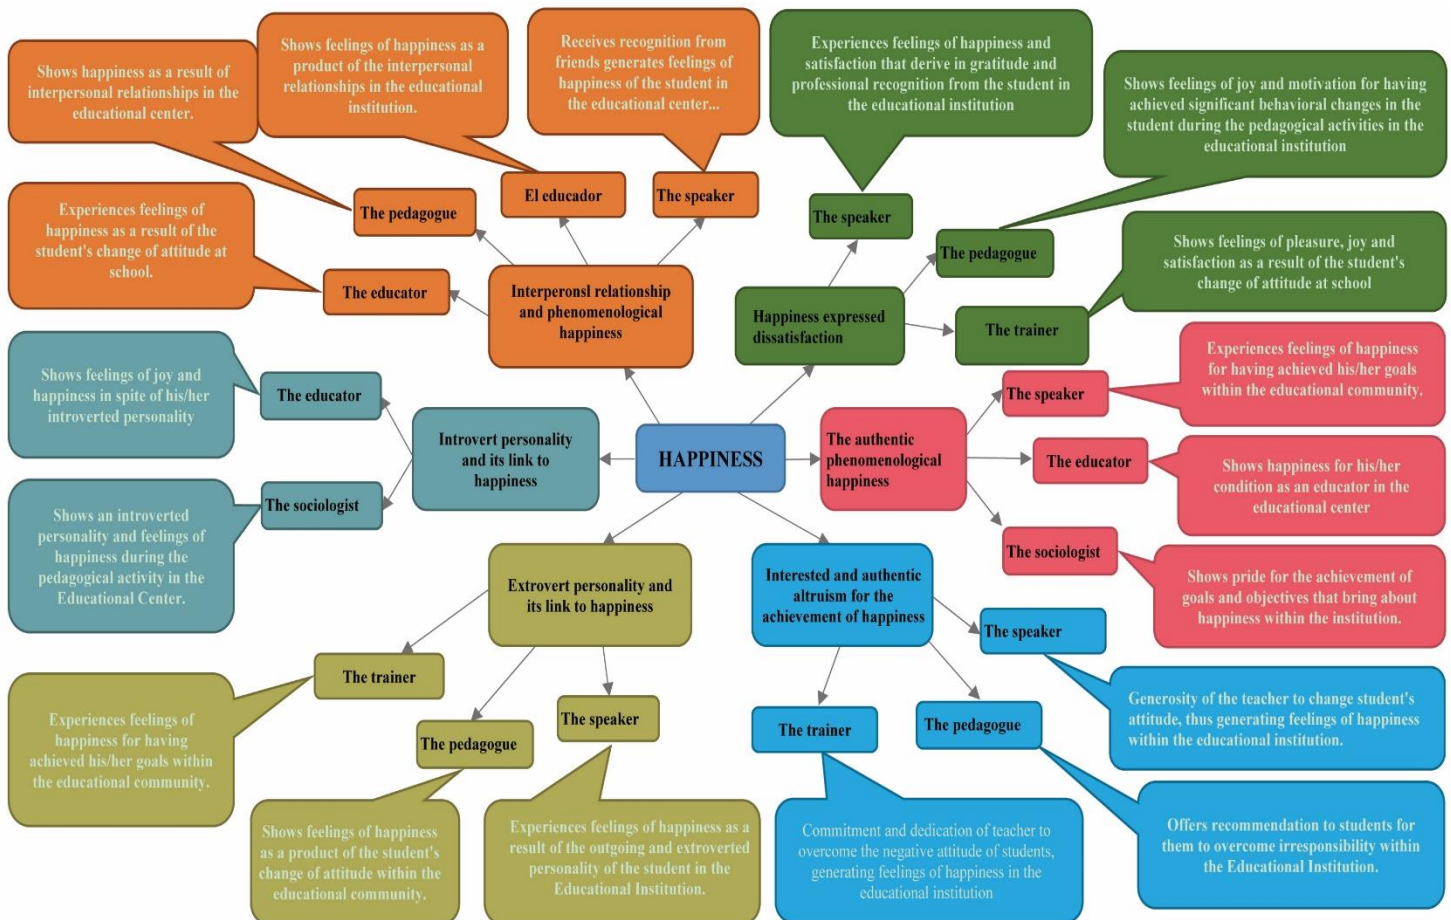 Shows happiness as a result of
interpersonal relationships in the
educational center.
Shows feelings of happiness as a
product of the interpersonal
relationships in the educational
institution.
Receives recognition from
friends generates feelings of
happiness of the student in
the educational center...
Experiences feelings of happiness and
satisfaction that derive in gratitude and
professional recognition from the student in
the educational institution
Shows feelings of joy and motivation for having
achieved significant behavioral changes in the
student during the pedagogical activities in the
educational institution
Experiences feelings of
happiness as a result of the
student's change of attitude at
school.
The pedagogue
El educador
The speaker
The educator
Interperonsl relationship
and phenomenological
happiness
The speaker
The pedagogue
The trainer
Happiness expressed
dissatisfaction
Shows feelings of pleasure, joy and
satisfaction as a result of the student's
change of attitude at school
Shows feelings of joy and
happiness in spite of his/her
introverted personality
The educator
The sociologist
Introvert personality
and its link to
happiness
Shows an introverted
personality and feelings of
happiness during the
pedagogical activity in the
Educational Center.
HAPPINESS
The authentic
phenomenological
happiness
The speaker
The educator
The sociologist
Experiences feelings of happiness
for having achieved his/her goals
within the educational community.
Shows happiness for his/her
condition as an educator in the
educational center
Shows pride for the achievement of
goals and objectives that bring about
happiness within the institution.
Extrovert personality and
its link to happiness
The trainer
The pedagogue
The speaker
Experiences feelings of
happiness for having
achieved his/her goals within
the educational community.
Shows feelings of happiness
as a product of the student's
change of attitude within the
educational community.
Experiences feelings of happiness as a
result of the outgoing and extroverted
personality of the student in the
Educational Institution.
Interested and authentic
altruism for the
achievement of happiness
The speaker
The trainer
The pedagogue
Generosity of the teacher to change student's
attitude, thus generating feelings of happiness
within the educational institution.
Commitment and dedication of teacher to
overcome the negative attitude of students,
generating feelings of happiness in the
educational institution
Offers recommendation to students for
them to overcome irresponsibility within
the Educational Institution.